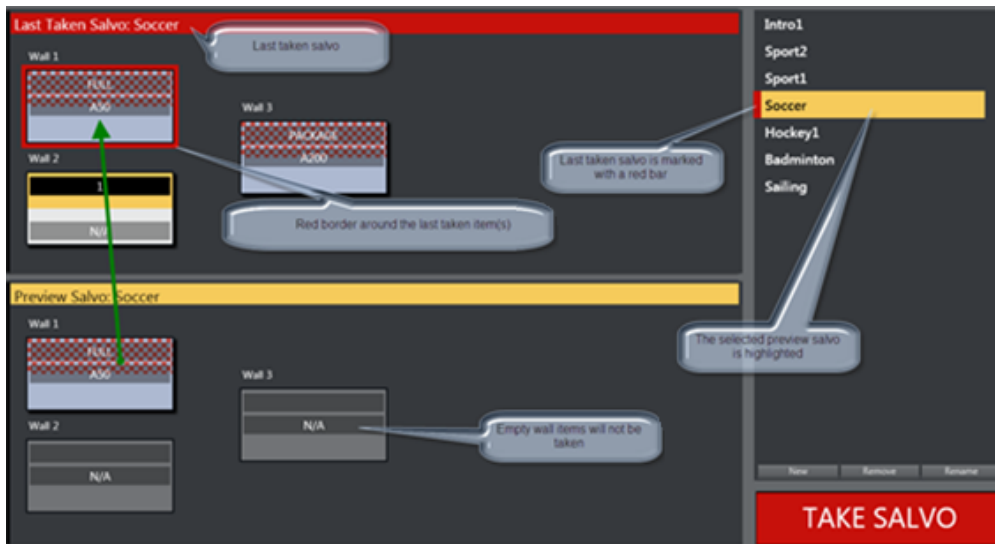 Last Taken Salvo: Soccer
Last taken salvo
Wall 1
FULL
A50
Wall 3
PACKAGE
A200
Wall 2
1
N/A
Red border around the last taken item(s)
Preview Salvo: Soccer
Wall 1
FULL
A50
Wall 3
N/A
Wall 2
N/A
Empty wall items will not be
taken
Intro1
Sport2
Sport1
Soccer
Hockey1
Badminton
Sailing
Last taken salvo is marked
with a red bar
The selected preview salvo
is highlighted
New Remove Rename
TAKE SALVO